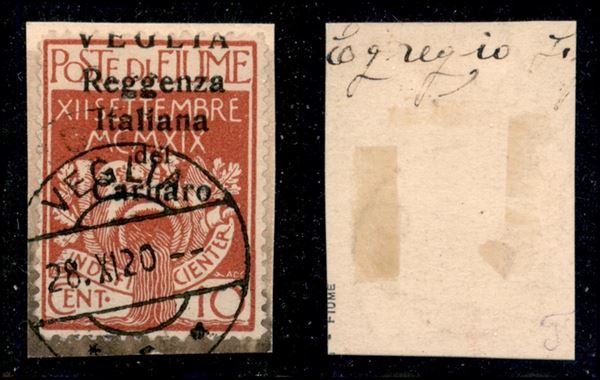 VEGLIA
POSTE DI FIUME
Reggenza
XII SETTEMBRE
Italiana
MCMXIX
del
Carnaro
VEGLIA
28.XI.20
INDEFICIENTER
CENT. 10
Egregio
FIUME